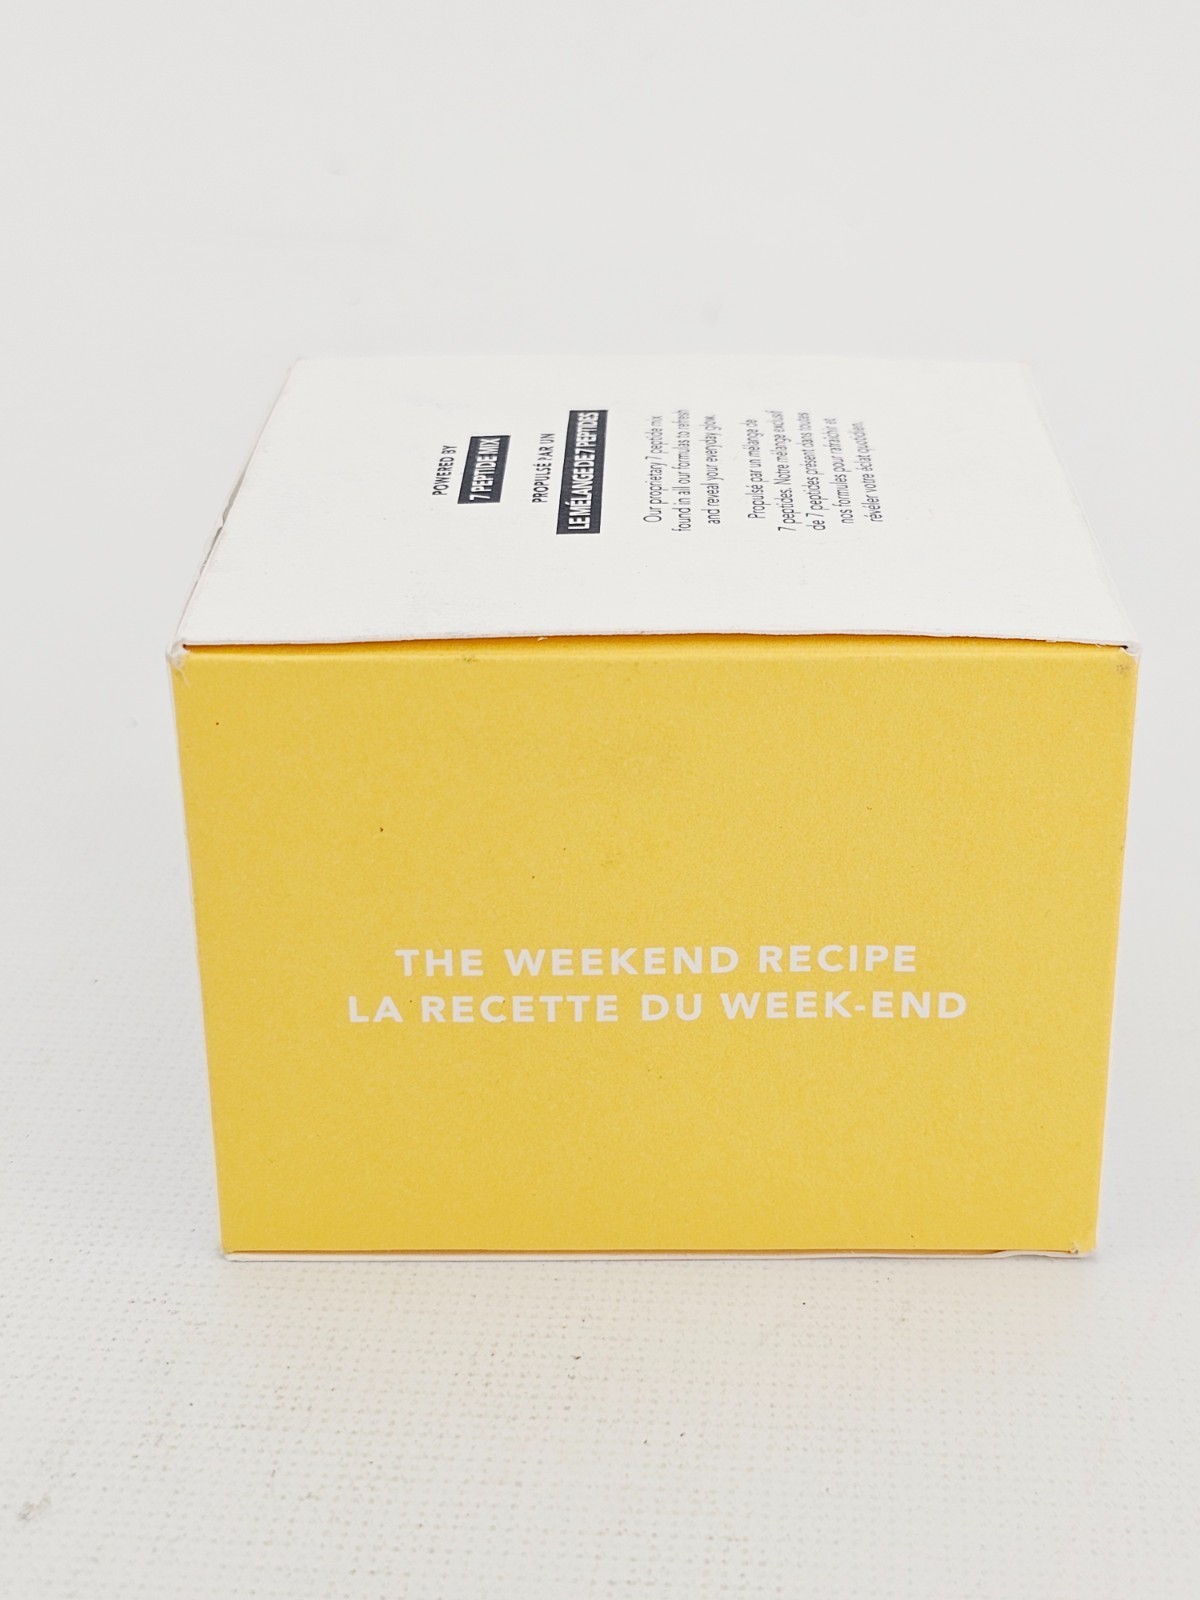 POWERED BY
7 PEPTIDE MIX
PROPULSÉ PAR UN
LE MÉLANGE DE 7 PEPTIDES
Our proprietary 7 peptide mix
found in all our formulas to refresh
and reveal your everyday glow.
Propulsé par un mélange de
7 peptides. Notre mélange exclusif
de 7 peptides présent dans toutes
nos formules pour rafraîchir et
révéler votre éclat quotidien.
THE WEEKEND RECIPE
LA RECETTE DU WEEK-END